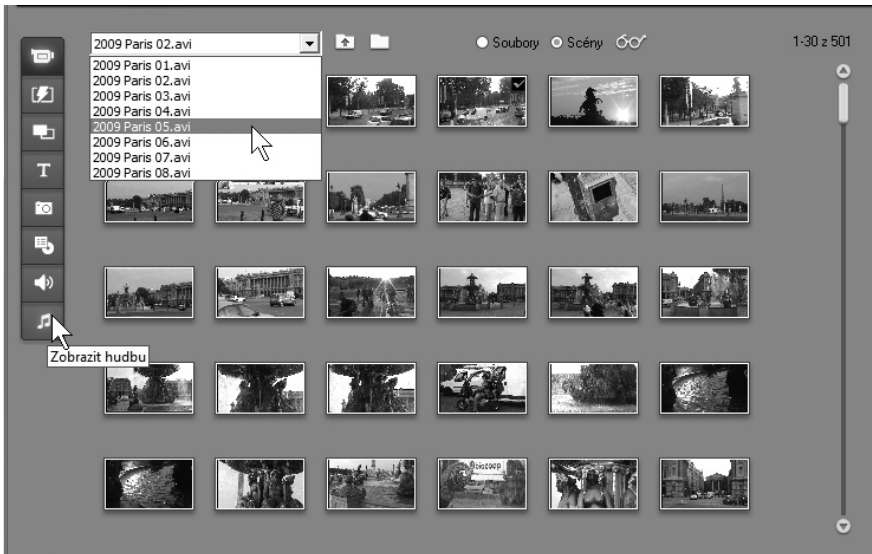 2009 Paris 02.avi
Soubory
Scény
1-30 z 501
2009 Paris 01.avi
2009 Paris 02.avi
2009 Paris 03.avi
2009 Paris 04.avi
2009 Paris 05.avi
2009 Paris 06.avi
2009 Paris 07.avi
2009 Paris 08.avi
T
Zobrazit hudbu
biocoop